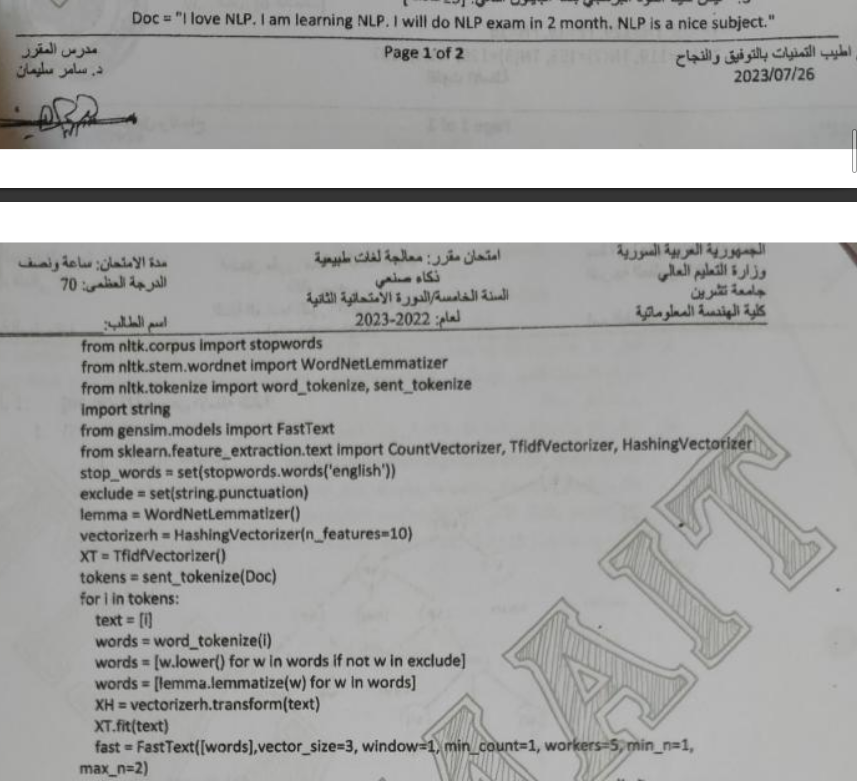 Doc = "I love NLP. I am learning NLP. I will do NLP exam in 2 month. NLP is a nice subject."
اطيب التمنيات بالتوفيق والنجاح
Page 1 of 2
مدرس المقرر
2023/07/26
د. سامر سليمان
الجمهورية العربية السورية
امتحان مقرر: معالجة لغات طبيعية
مدة الامتحان: ساعة ونصف
وزارة التعليم العالي
ذكاء صنعي
الدرجة العظمى: 70
جامعة تشرين
السنة الخامسة/الدورة الامتحانية الثانية
كلية الهندسة المعلوماتية
لعام: 2022-2023
اسم الطالب:
from nltk.corpus import stopwords
from nltk.stem.wordnet import WordNetLemmatizer
from nltk.tokenize import word_tokenize, sent_tokenize
import string
from gensim.models import FastText
from sklearn.feature_extraction.text import CountVectorizer, TfidfVectorizer, HashingVectorizer
stop_words = set(stopwords.words('english'))
exclude = set(string.punctuation)
lemma = WordNetLemmatizer()
vectorizerh = HashingVectorizer(n_features=10)
XT = TfidfVectorizer()
tokens = sent_tokenize(Doc)
for i in tokens:
text = [i]
words = word_tokenize(i)
words = [w.lower() for w in words if not w in exclude]
words = [lemma.lemmatize(w) for w in words]
XH = vectorizerh.transform(text)
XT.fit(text)
fast = FastText([words],vector_size=3, window=1, min_count=1, workers=5, min_n=1,
max_n=2)